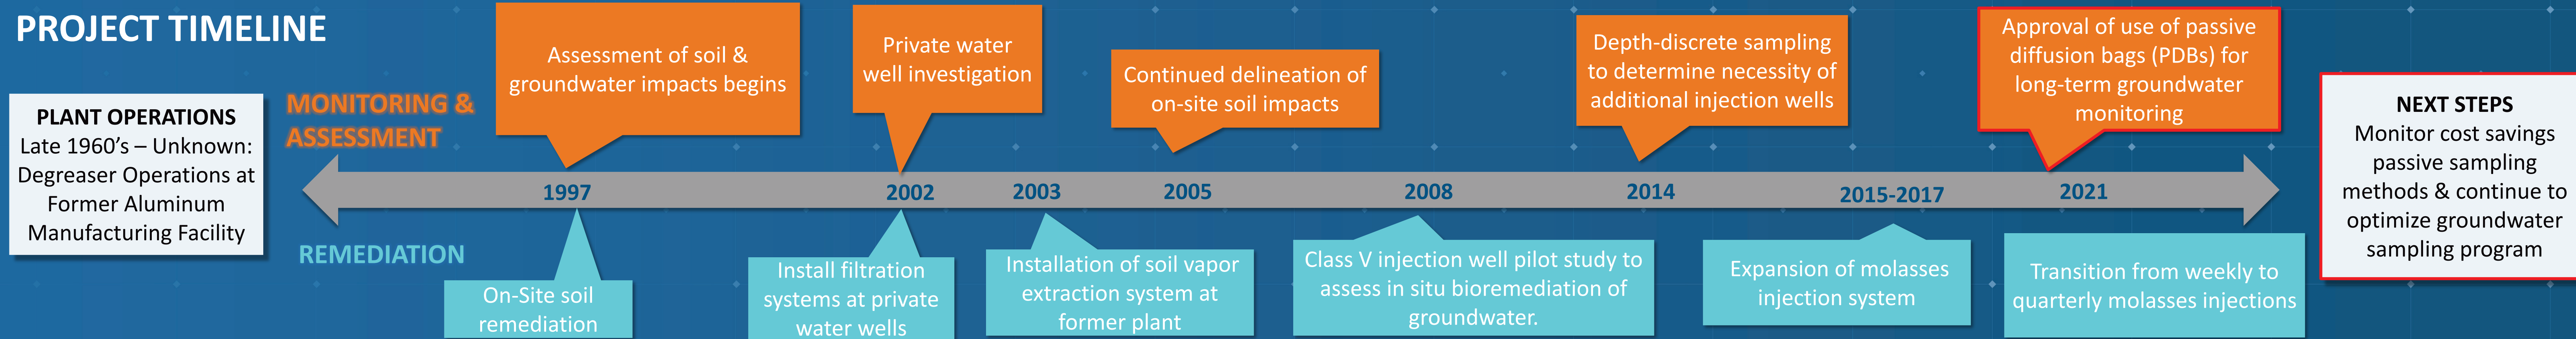 PROJECT TIMELINE
PLANT OPERATIONS
Late 1960’s – Unknown:
Degreaser Operations at
Former Aluminum
Manufacturing Facility
MONITORING &
ASSESSMENT
Assessment of soil &
groundwater impacts begins
Private water
well investigation
Continued delineation of
on-site soil impacts
Depth-discrete sampling
to determine necessity of
additional injection wells
Approval of use of passive
diffusion bags (PDBs) for
long-term groundwater
monitoring
1997
2002
2003
2005
2008
2014
2015-2017
2021
REMEDIATION
On-Site soil
remediation
Install filtration
systems at private
water wells
Installation of soil vapor
extraction system at
former plant
Class V injection well pilot study to
assess in situ bioremediation of
groundwater.
Expansion of molasses
injection system
Transition from weekly to
quarterly molasses injections
NEXT STEPS
Monitor cost savings
passive sampling
methods & continue to
optimize groundwater
sampling program